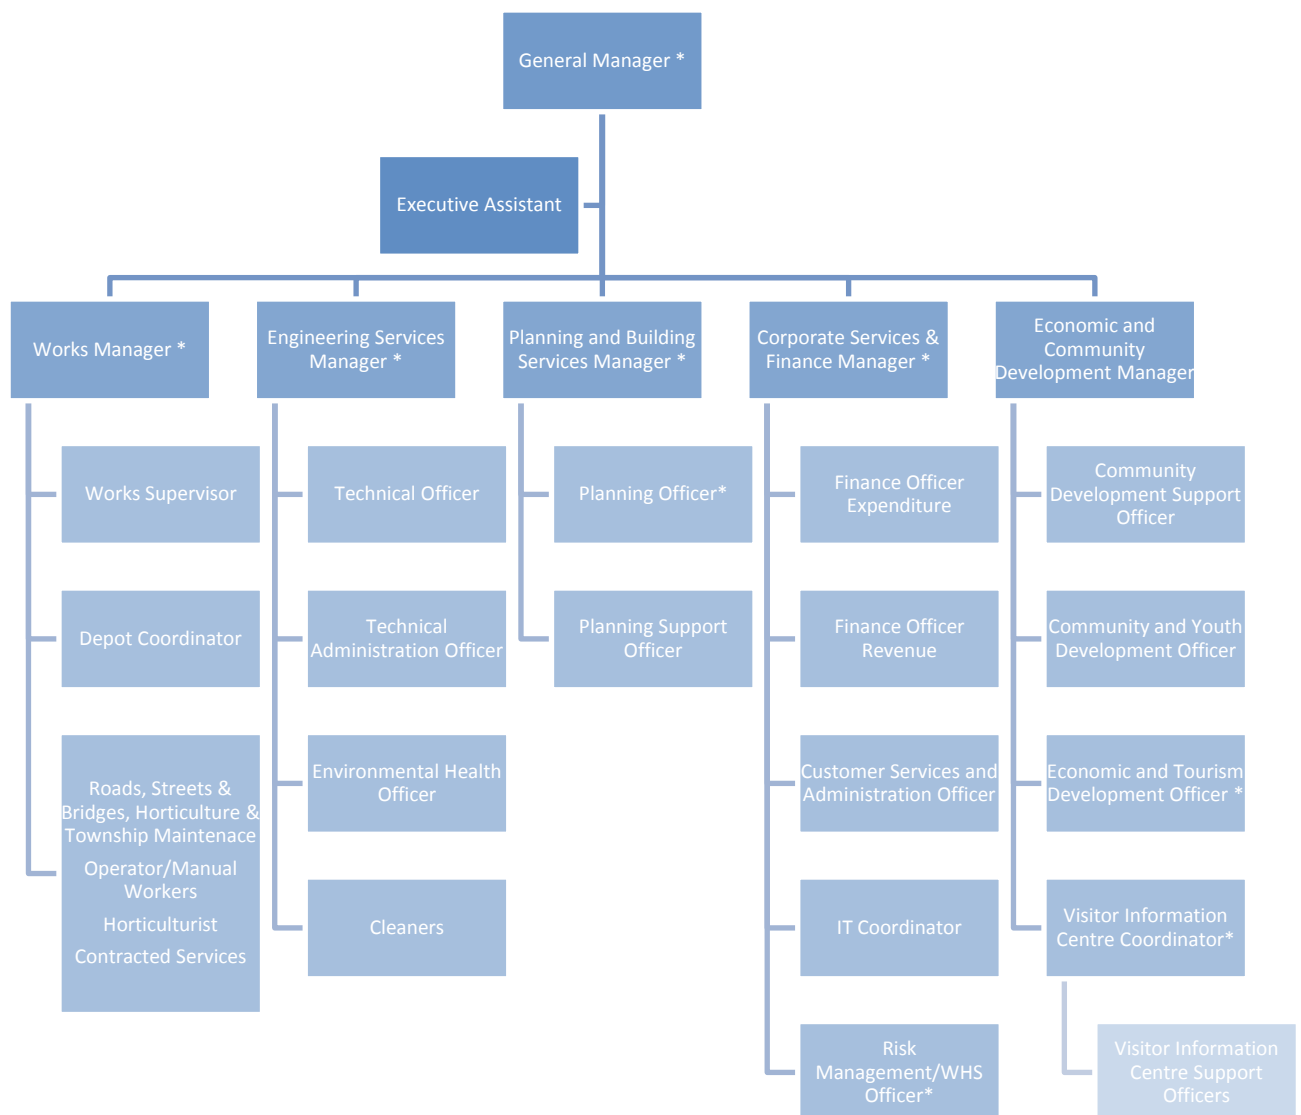 General Manager *
Executive Assistant
Works Manager *
Engineering Services
Manager *
Planning and Building
Services Manager *
Corporate Services &
Finance Manager *
Economic and
Community
Development Manager
Works Supervisor
Depot Coordinator
Roads, Streets &
Bridges, Horticulture &
Township Maintenace
Operator/Manual
Workers
Horticulturist
Contracted Services
Technical Officer
Technical
Administration Officer
Environmental Health
Officer
Cleaners
Planning Officer*
Planning Support
Officer
Finance Officer
Expenditure
Finance Officer
Revenue
Customer Services and
Administration Officer
IT Coordinator
Risk
Management/WHS
Officer*
Community
Development Support
Officer
Community and Youth
Development Officer
Economic and Tourism
Development Officer *
Visitor Information
Centre Coordinator*
Visitor Information
Centre Support
Officers